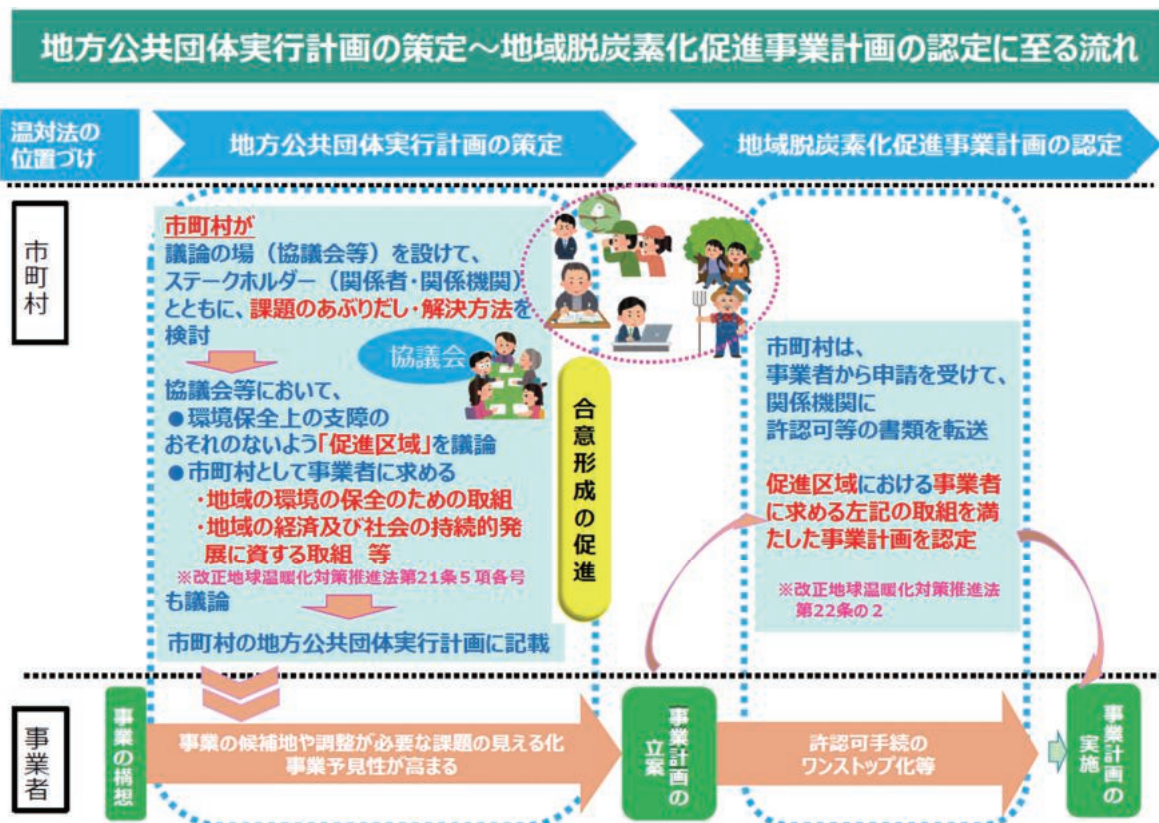 地方公共団体実行計画の策定～地域脱炭素化促進事業計画の認定に至る流れ
温対法の
位置づけ
地方公共団体実行計画の策定
地域脱炭素化促進事業計画の認定
市町村
市町村が
議論の場（協議会等）を設けて、
ステークホルダー（関係者・関係機関）
とともに、課題のあぶりだし・解決方法を
検討
協議会
協議会等において、
●環境保全上の支障の
おそれのないよう「促進区域」を議論
●市町村として事業者に求める
・地域の環境の保全のための取組
・地域の経済及び社会の持続的発
展に資する取組 等
※改正地球温暖化対策推進法第21条５項各号
も議論
市町村の地方公共団体実行計画に記載
合意形成の促進
市町村は、
事業者から申請を受けて、
関係機関に
許認可等の書類を転送
促進区域における事業者
に求める左記の取組を満
たした事業計画を認定
※改正地球温暖化対策推進法
第22条の２
事業者
事業の構想
事業の候補地や調整が必要な課題の見える化
事業予見性が高まる
事業計画の
立案
許認可手続の
ワンストップ化等
事業計画の
実施